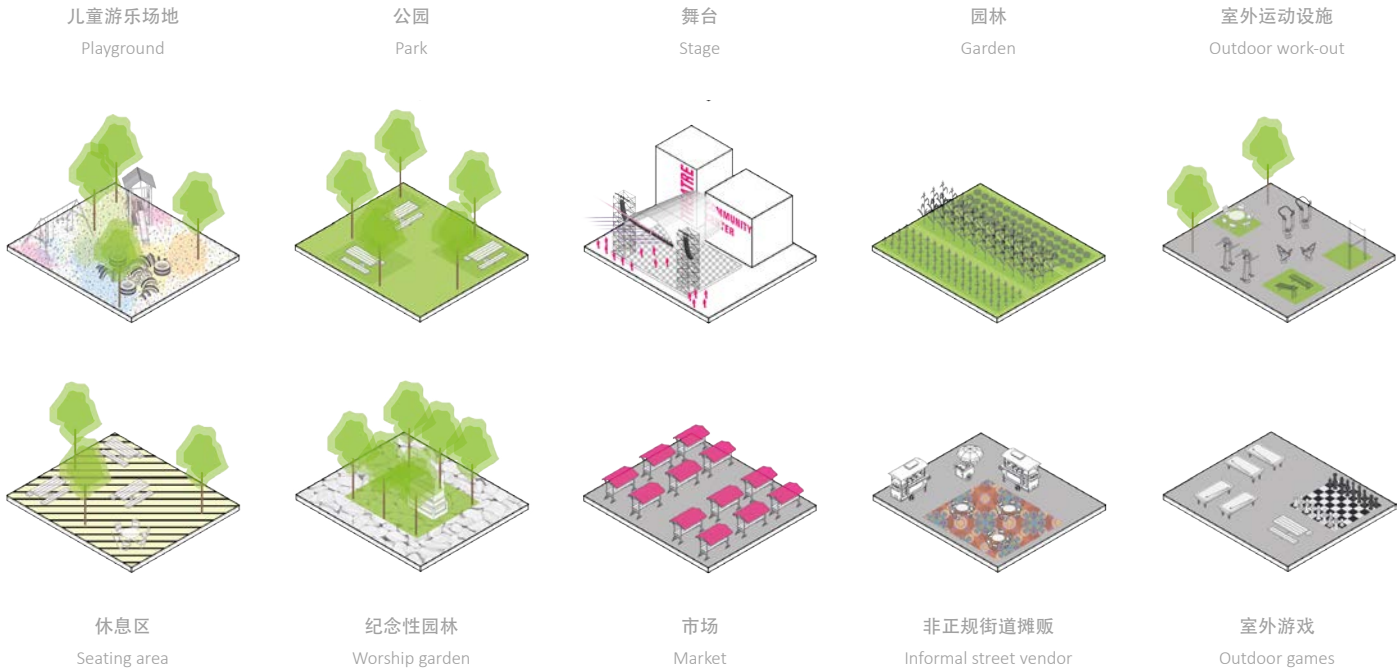 儿童游乐场地
Playground
公园
Park
舞台
Stage
园林
Garden
室外运动设施
Outdoor work-out
休息区
Seating area
纪念性园林
Worship garden
市场
Market
非正规街道摊贩
Informal street vendor
室外游戏
Outdoor games